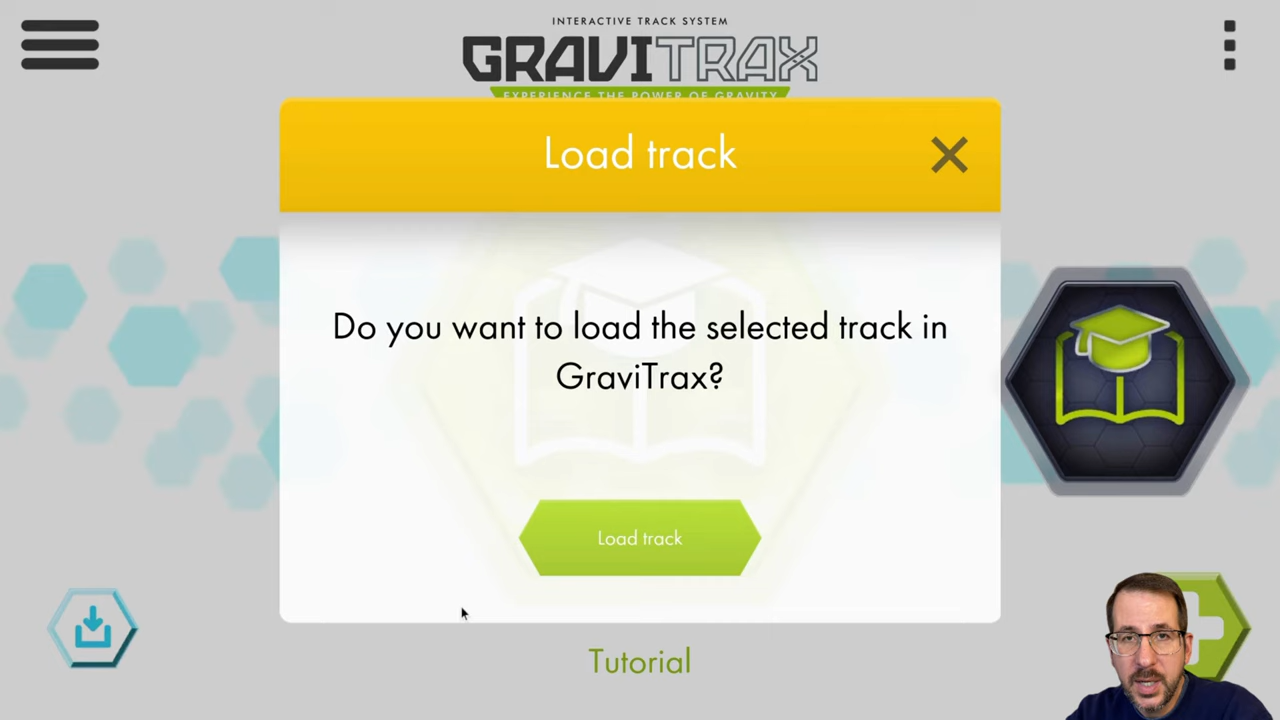 INTERACTIVE TRACK SYSTEM
GRAVITRAX
EXPERIENCE THE POWER OF GRAVITY
Load track
Do you want to load the selected track in
GraviTrax?
Load track
Tutorial